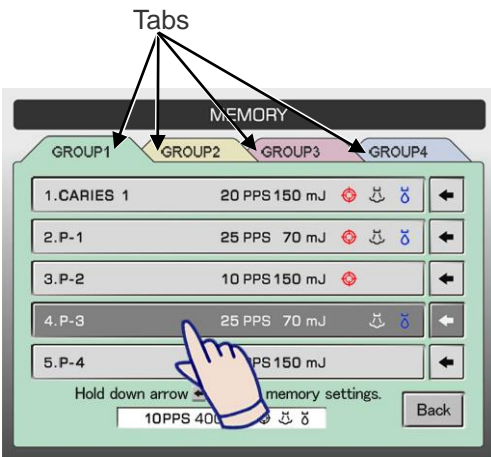 Tabs
MEMORY
GROUP1 GROUP2 GROUP3 GROUP4
1.CARIES 1 20 PPS 150 mJ
2.P-1 25 PPS 70 mJ
3.P-2 10 PPS 150 mJ
4.P-3 25 PPS 70 mJ
5.P-4 PPS 150 mJ
Hold down arrow memory settings.
10PPS Back